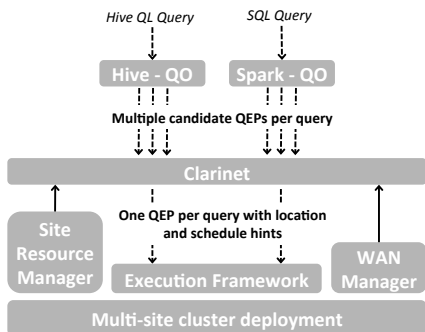 Hive QL Query
SQL Query
Hive - QO
Spark - QO
Multiple candidate QEPs per query
Clarinet
One QEP per query with location
and schedule hints
Site
Resource
Manager
WAN
Manager
Execution Framework
Multi-site cluster deployment